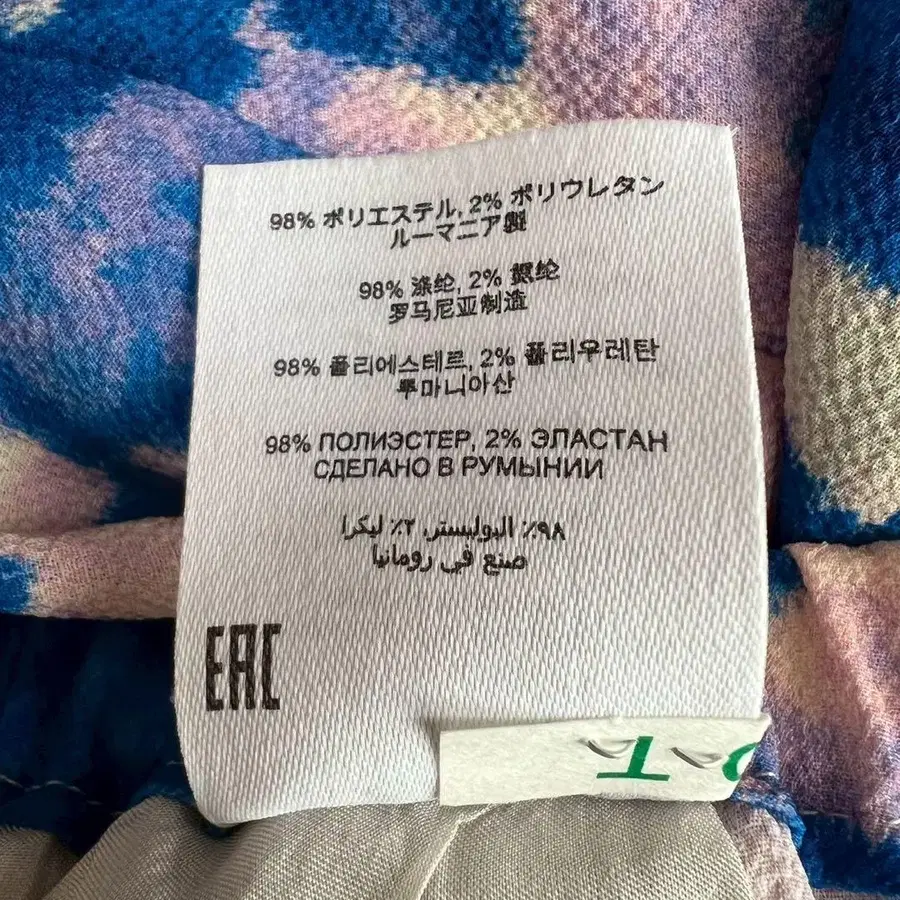 98% ポリエステル, 2% ポリウレタン
ルーマニア製
98% 涤纶, 2% 氨纶
罗马尼亚制造
98% 폴리에스테르, 2% 폴리우레탄
루마니아산
98% ПОЛИЭСТЕР, 2% ЭЛАСТАН
СДЕЛАНО В РУМЫНИИ
٩٨٪ البوليستر, ٢٪ ليكرا
صنع في رومانيا
EAC